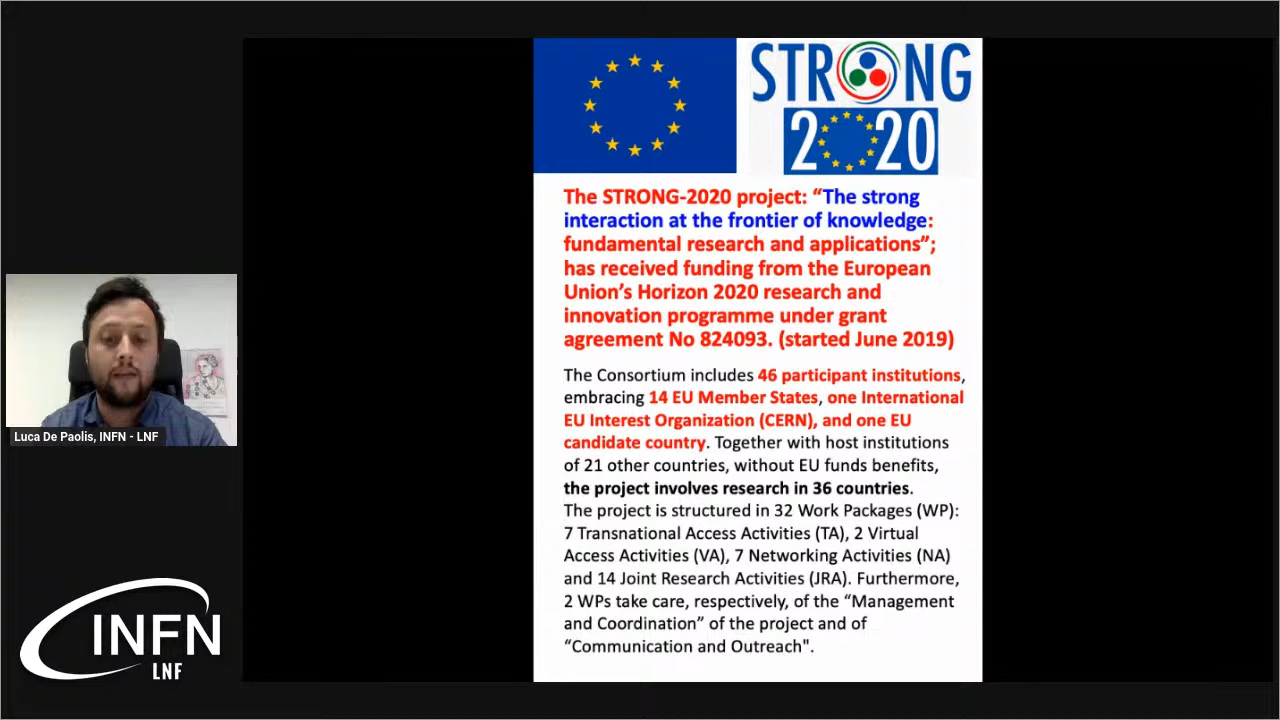 STRONG
2020
The STRONG-2020 project: “The strong
interaction at the frontier of knowledge:
fundamental research and applications”;
has received funding from the European
Union’s Horizon 2020 research and
innovation programme under grant
agreement No 824093. (started June 2019)
The Consortium includes 46 participant institutions,
embracing 14 EU Member States, one International
EU Interest Organization (CERN), and one EU
candidate country. Together with host institutions
of 21 other countries, without EU funds benefits,
the project involves research in 36 countries.
The project is structured in 32 Work Packages (WP):
7 Transnational Access Activities (TA), 2 Virtual
Access Activities (VA), 7 Networking Activities (NA)
and 14 Joint Research Activities (JRA). Furthermore,
2 WPs take care, respectively, of the “Management
and Coordination” of the project and of
“Communication and Outreach".
Luca De Paolis, INFN - LNF
INFN
LNF